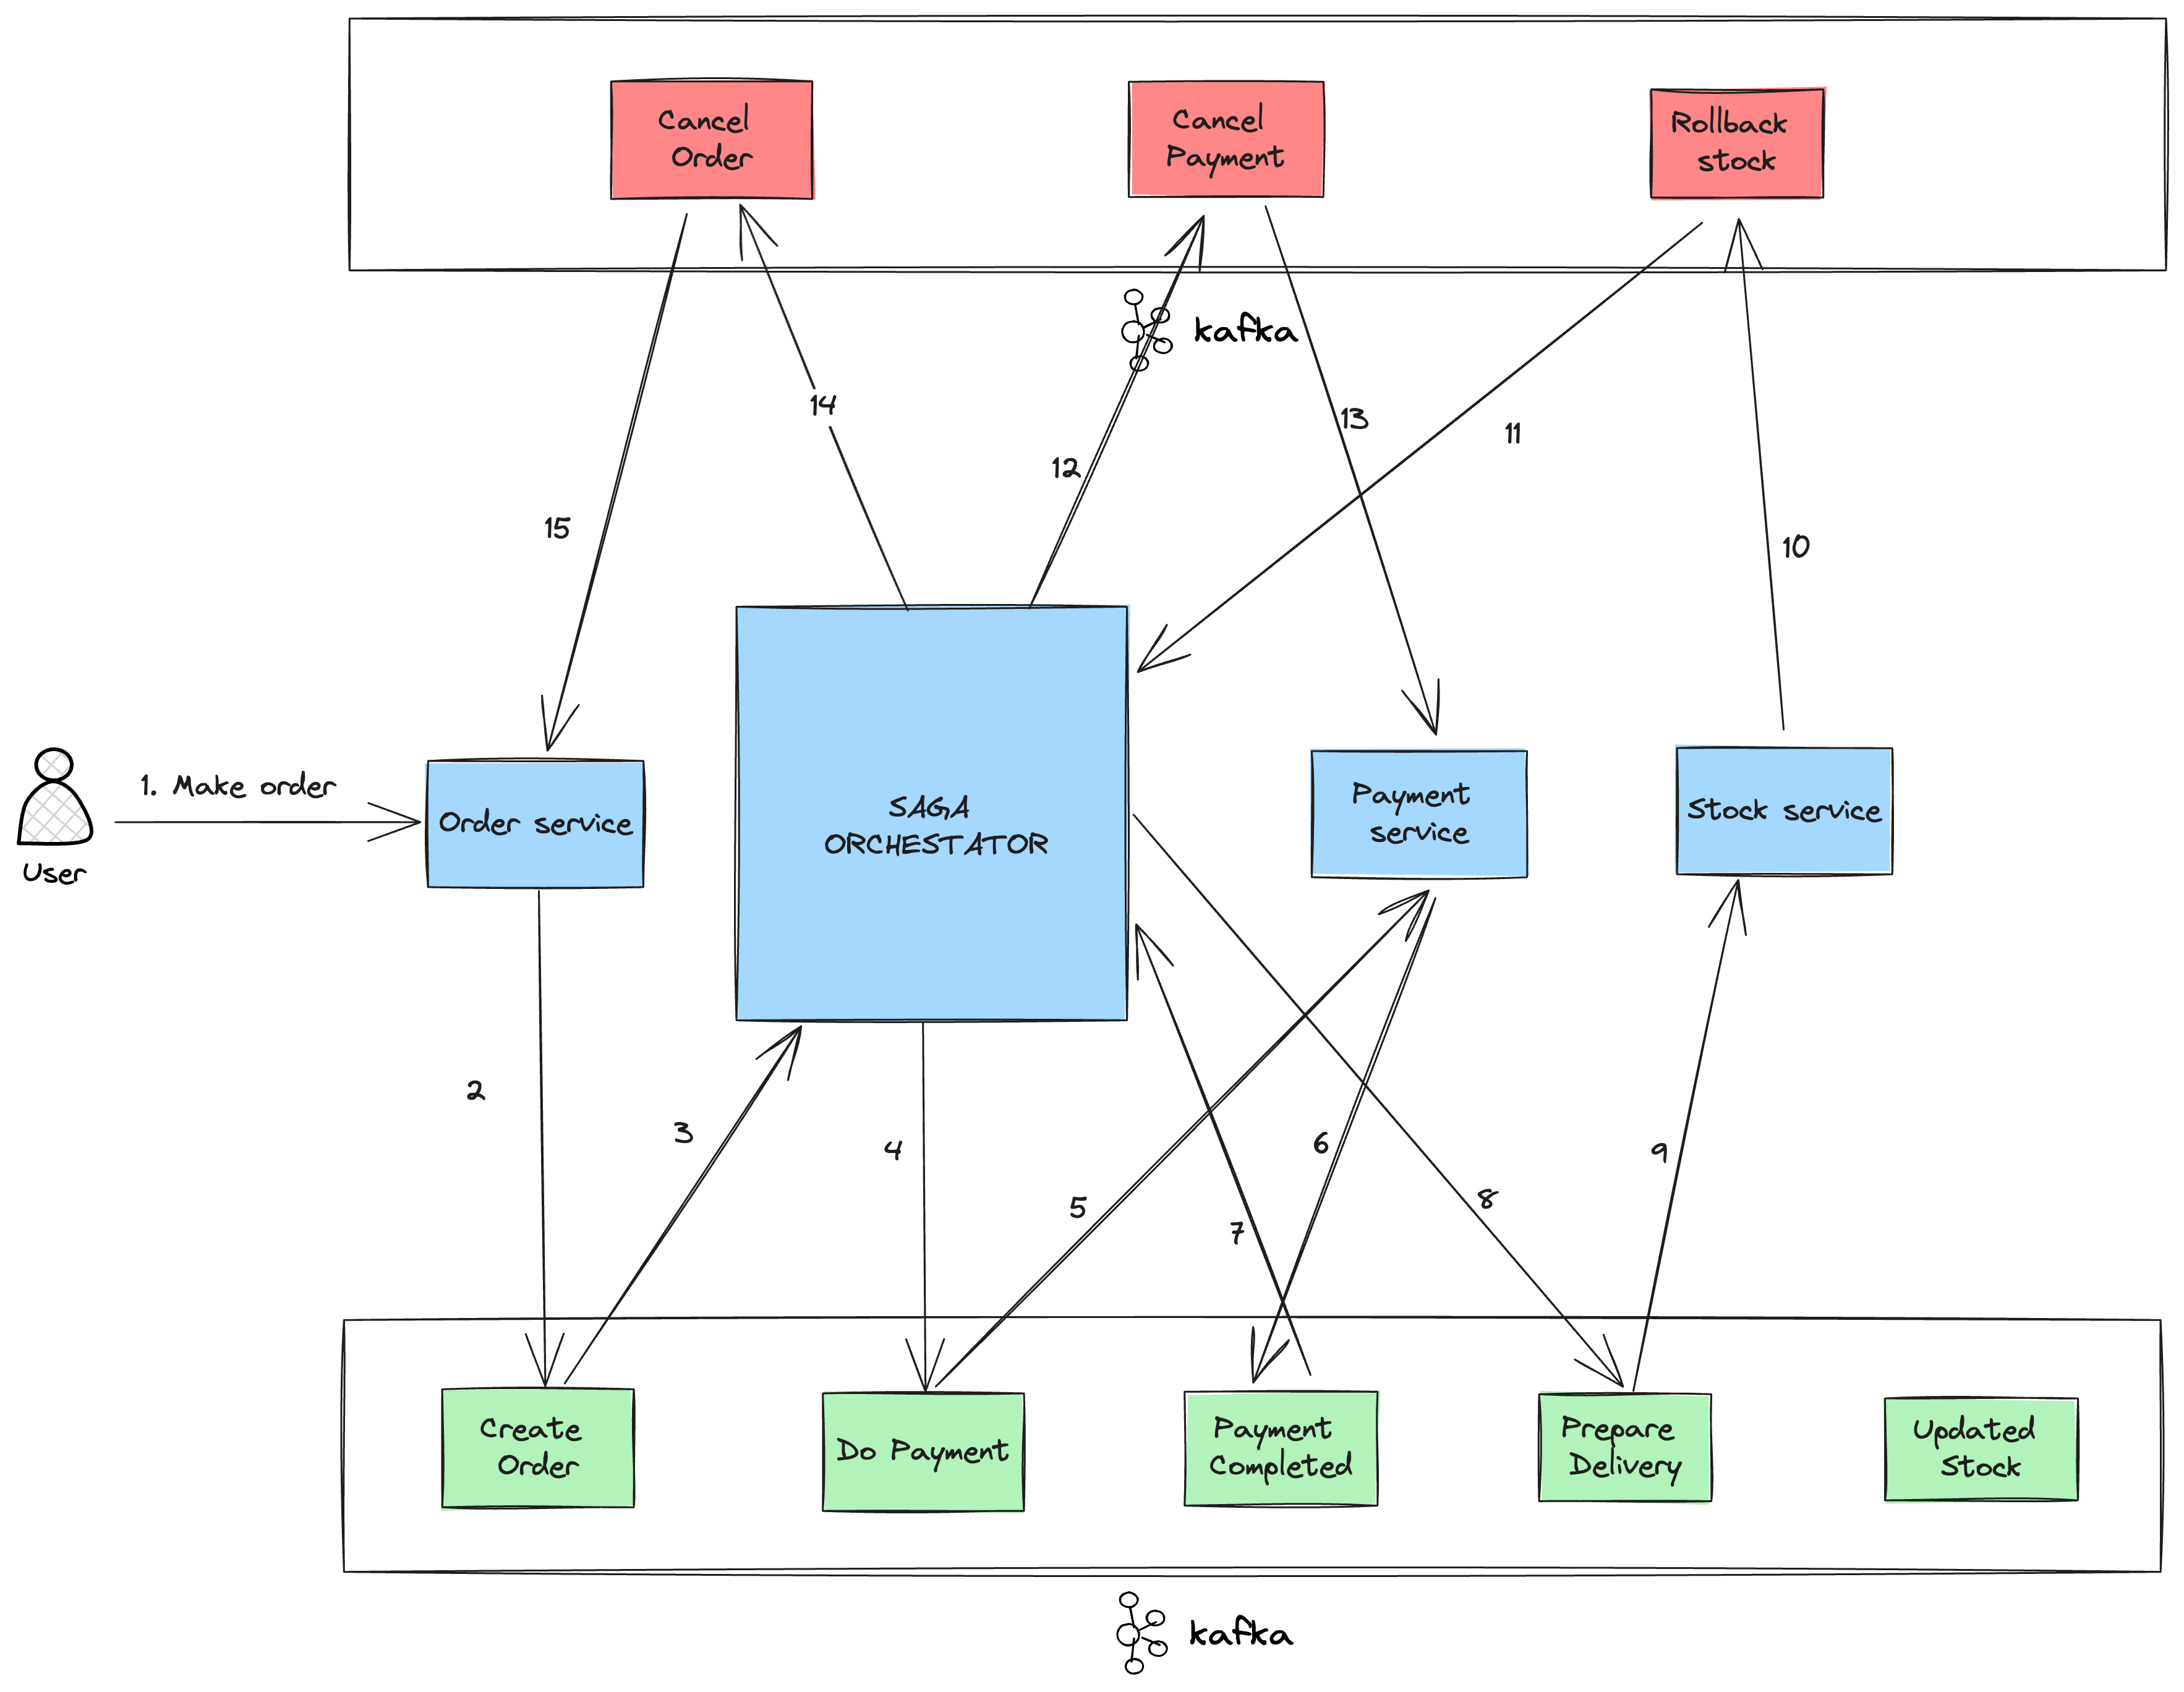 Cancel
Order
Cancel
Payment
Rollback
stock
kafka
14
13
11
12
15
10
1. Make order
Order service
SAGA
ORCHESTATOR
Payment
service
Stock service
User
2
3
4
6
9
5
7
8
Create
Order
Do Payment
Payment
Completed
Prepare
Delivery
Updated
Stock
kafka